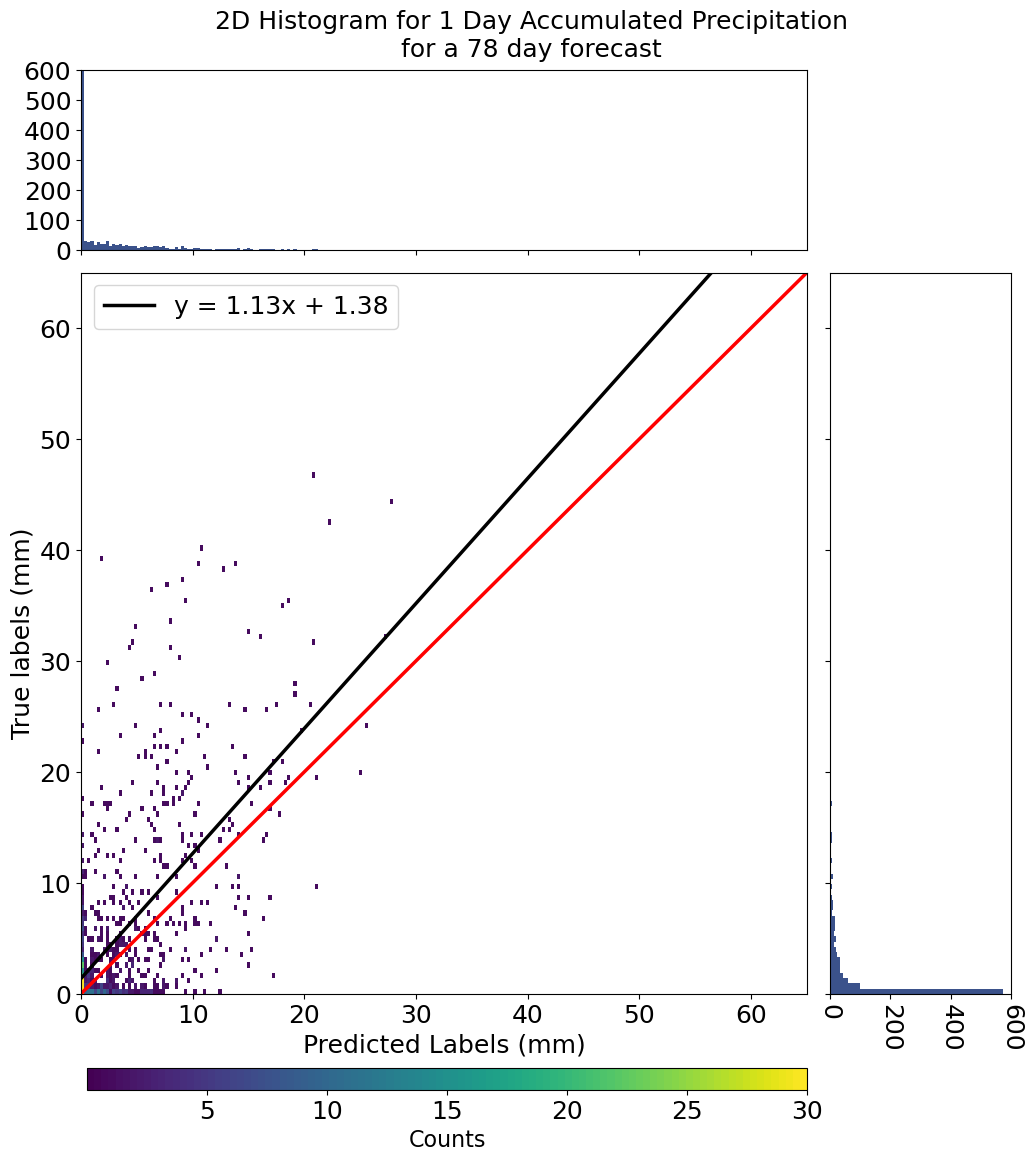 2D Histogram for 1 Day Accumulated Precipitation
for a 78 day forecast
600
500
400
300
200
100
0
y = 1.13x + 1.38
True labels (mm)
60
50
40
30
20
10
0
0 10 20 30 40 50 60
Predicted Labels (mm)
0 200 400 600
5 10 15 20 25 30
Counts